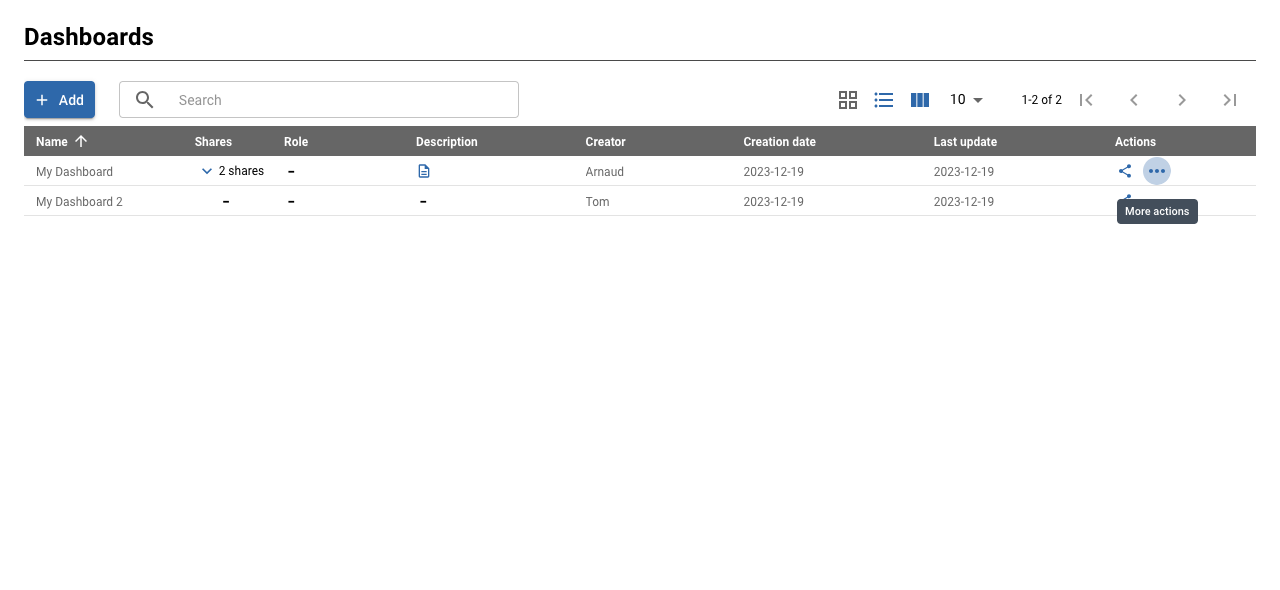 Dashboards
Add
Search
10
1-2 of 2
Name Shares Role Description Creator Creation date Last update Actions
My Dashboard 2 shares - Arnaud 2023-12-19 2023-12-19
My Dashboard 2 - - - Tom 2023-12-19 2023-12-19
More actions